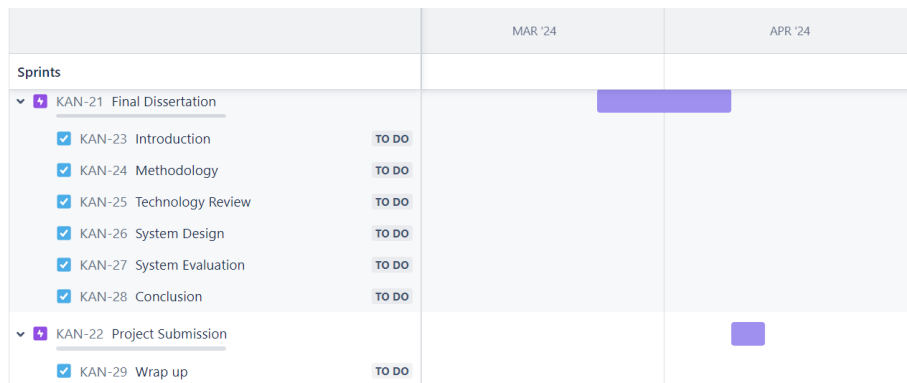 MAR '24 APR '24
Sprints
KAN-21 Final Dissertation
KAN-23 Introduction TO DO
KAN-24 Methodology TO DO
KAN-25 Technology Review TO DO
KAN-26 System Design TO DO
KAN-27 System Evaluation TO DO
KAN-28 Conclusion TO DO
KAN-22 Project Submission
KAN-29 Wrap up TO DO